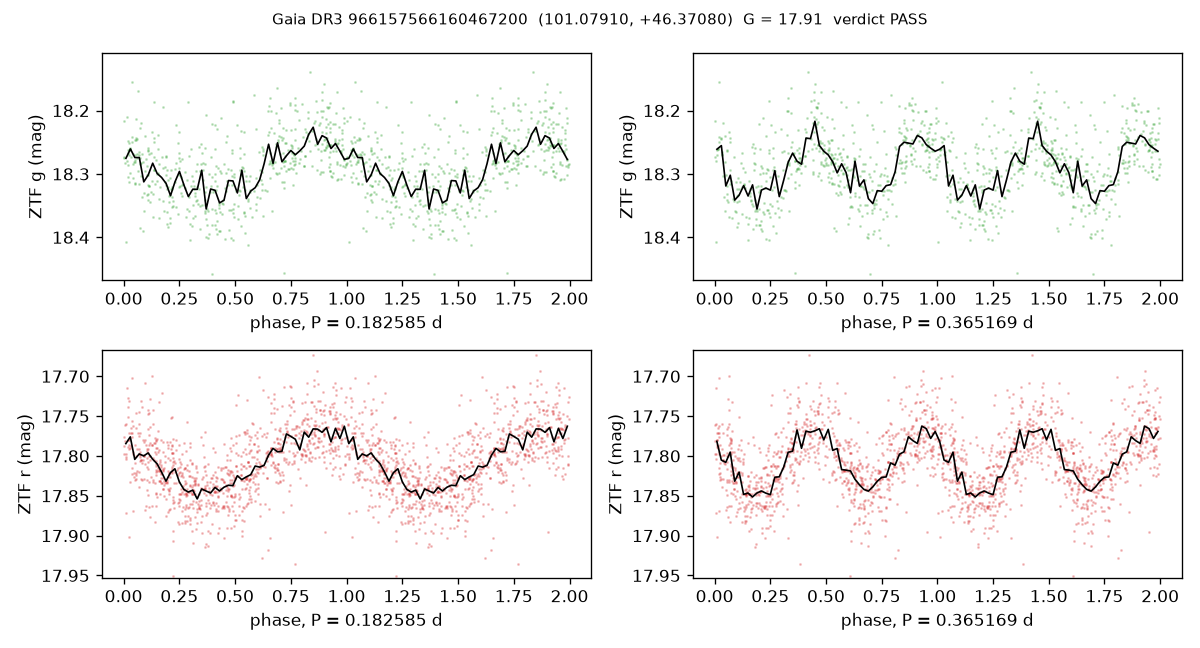 Gaia DR3 966157566160467200 (101.07910, +46.37080) G = 17.91 verdict PASS
ZTF g (mag)
18.2
18.3
18.4
0.00 0.25 0.50 0.75 1.00 1.25 1.50 1.75 2.00
phase, P = 0.182585 d
ZTF g (mag)
18.2
18.3
18.4
0.00 0.25 0.50 0.75 1.00 1.25 1.50 1.75 2.00
phase, P = 0.365169 d
ZTF r (mag)
17.70
17.75
17.80
17.85
17.90
17.95
0.00 0.25 0.50 0.75 1.00 1.25 1.50 1.75 2.00
phase, P = 0.182585 d
ZTF r (mag)
17.70
17.75
17.80
17.85
17.90
17.95
0.00 0.25 0.50 0.75 1.00 1.25 1.50 1.75 2.00
phase, P = 0.365169 d